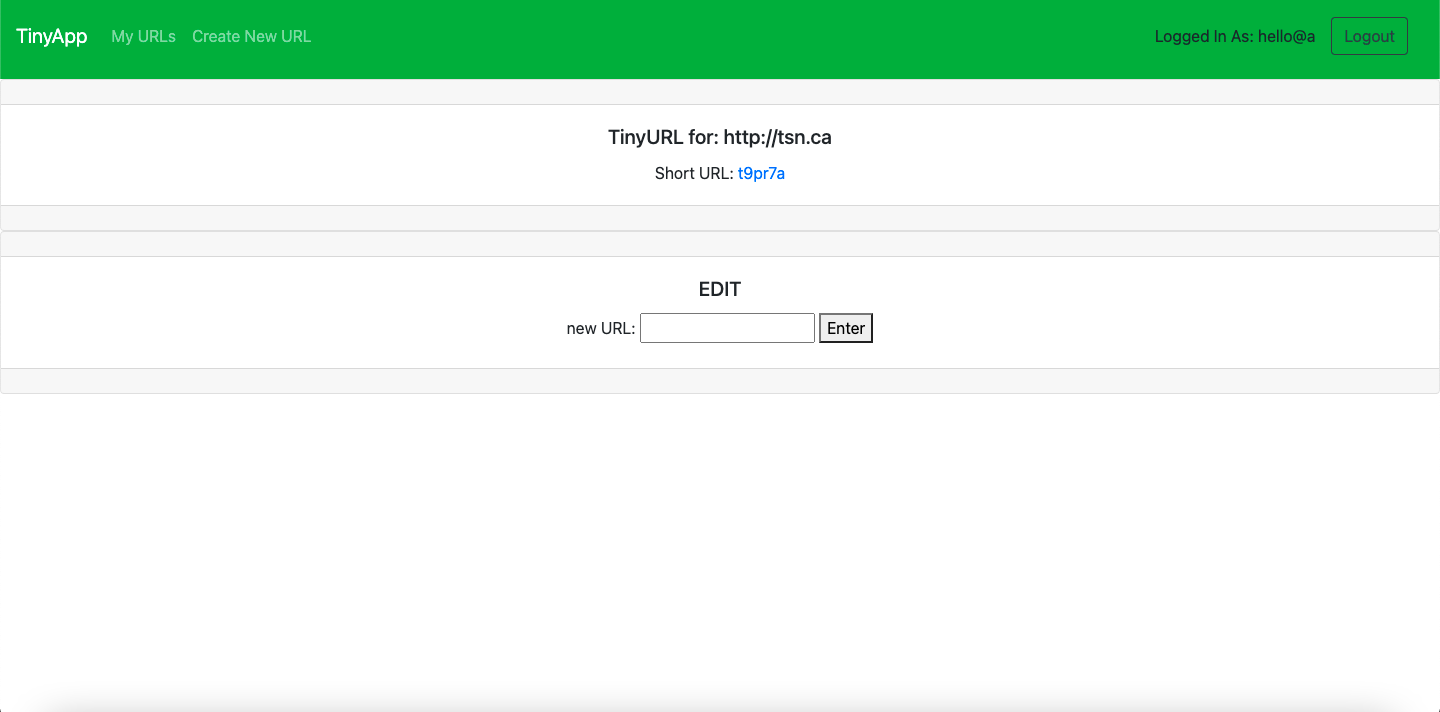 TinyApp My URLs Create New URL Logged In As: hello@a Logout
TinyURL for: http://tsn.ca
Short URL: t9pr7a
EDIT
new URL: Enter